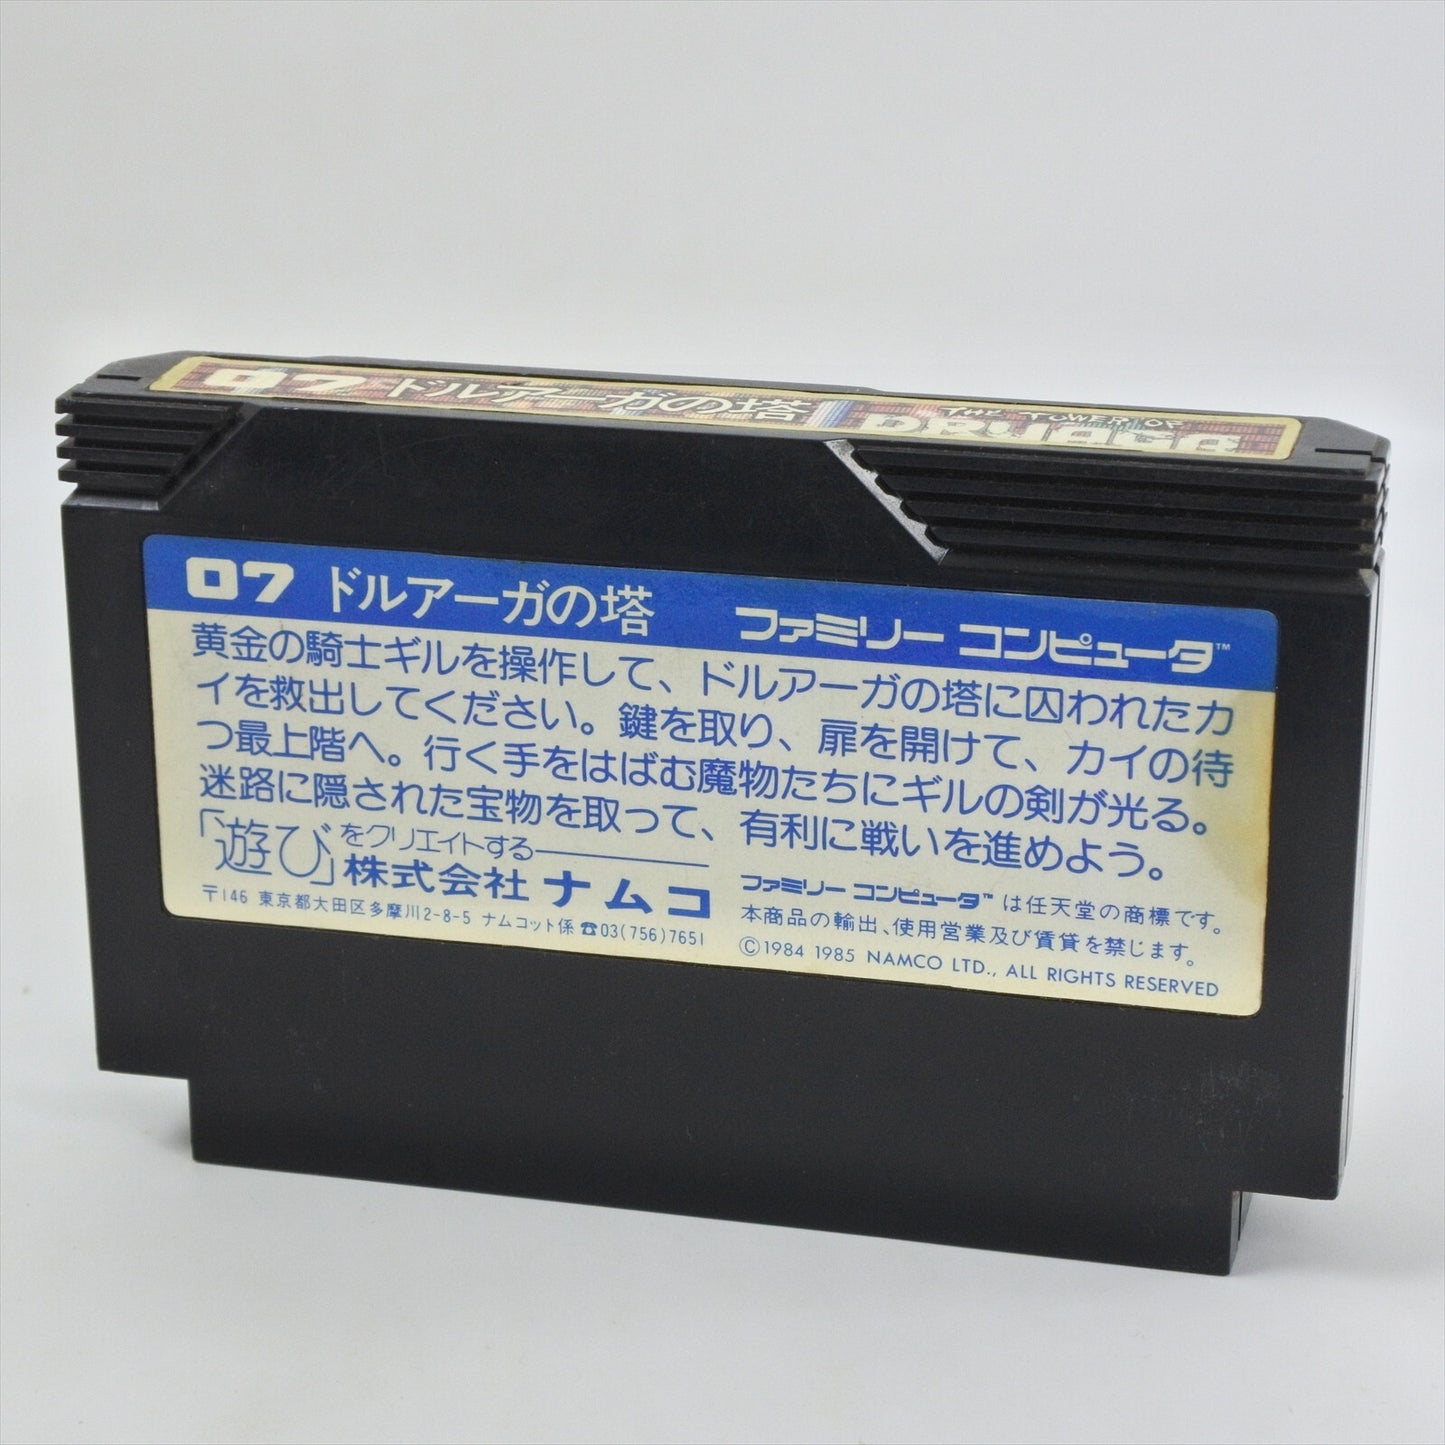 07 ドルアーガの塔 THE TOWER OF DRUAGA
07 ドルアーガの塔 ファミリー コンピュータ™
黄金の騎士ギルを操作して、ドルアーガの塔に囚われたカ
イを救出してください。鍵を取り、扉を開けて、カイの待
つ最上階へ。行く手をはばむ魔物たちにギルの剣が光る。
迷路に隠された宝物を取って、有利に戦いを進めよう。
「遊び」をクリエイトする——
株式会社 ナムコ
〒146 東京都大田区多摩川2-8-5 ナムコット係 ☎03(756)7651
ファミリー コンピュータ™ は任天堂の商標です。
本商品の輸出、使用営業及び賃貸を禁じます。
©1984 1985 NAMCO LTD., ALL RIGHTS RESERVED